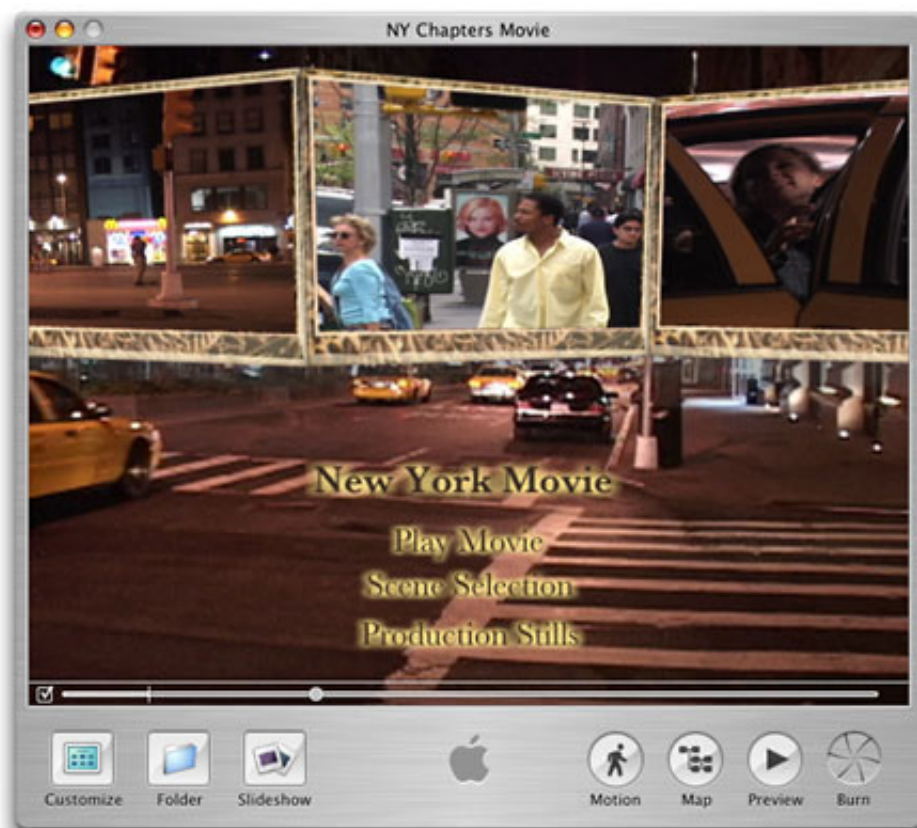 NY Chapters Movie
New York Movie
Play Movie
Scene Selection
Production Stills
Customize
Folder
Slideshow
Motion
Map
Preview
Burn